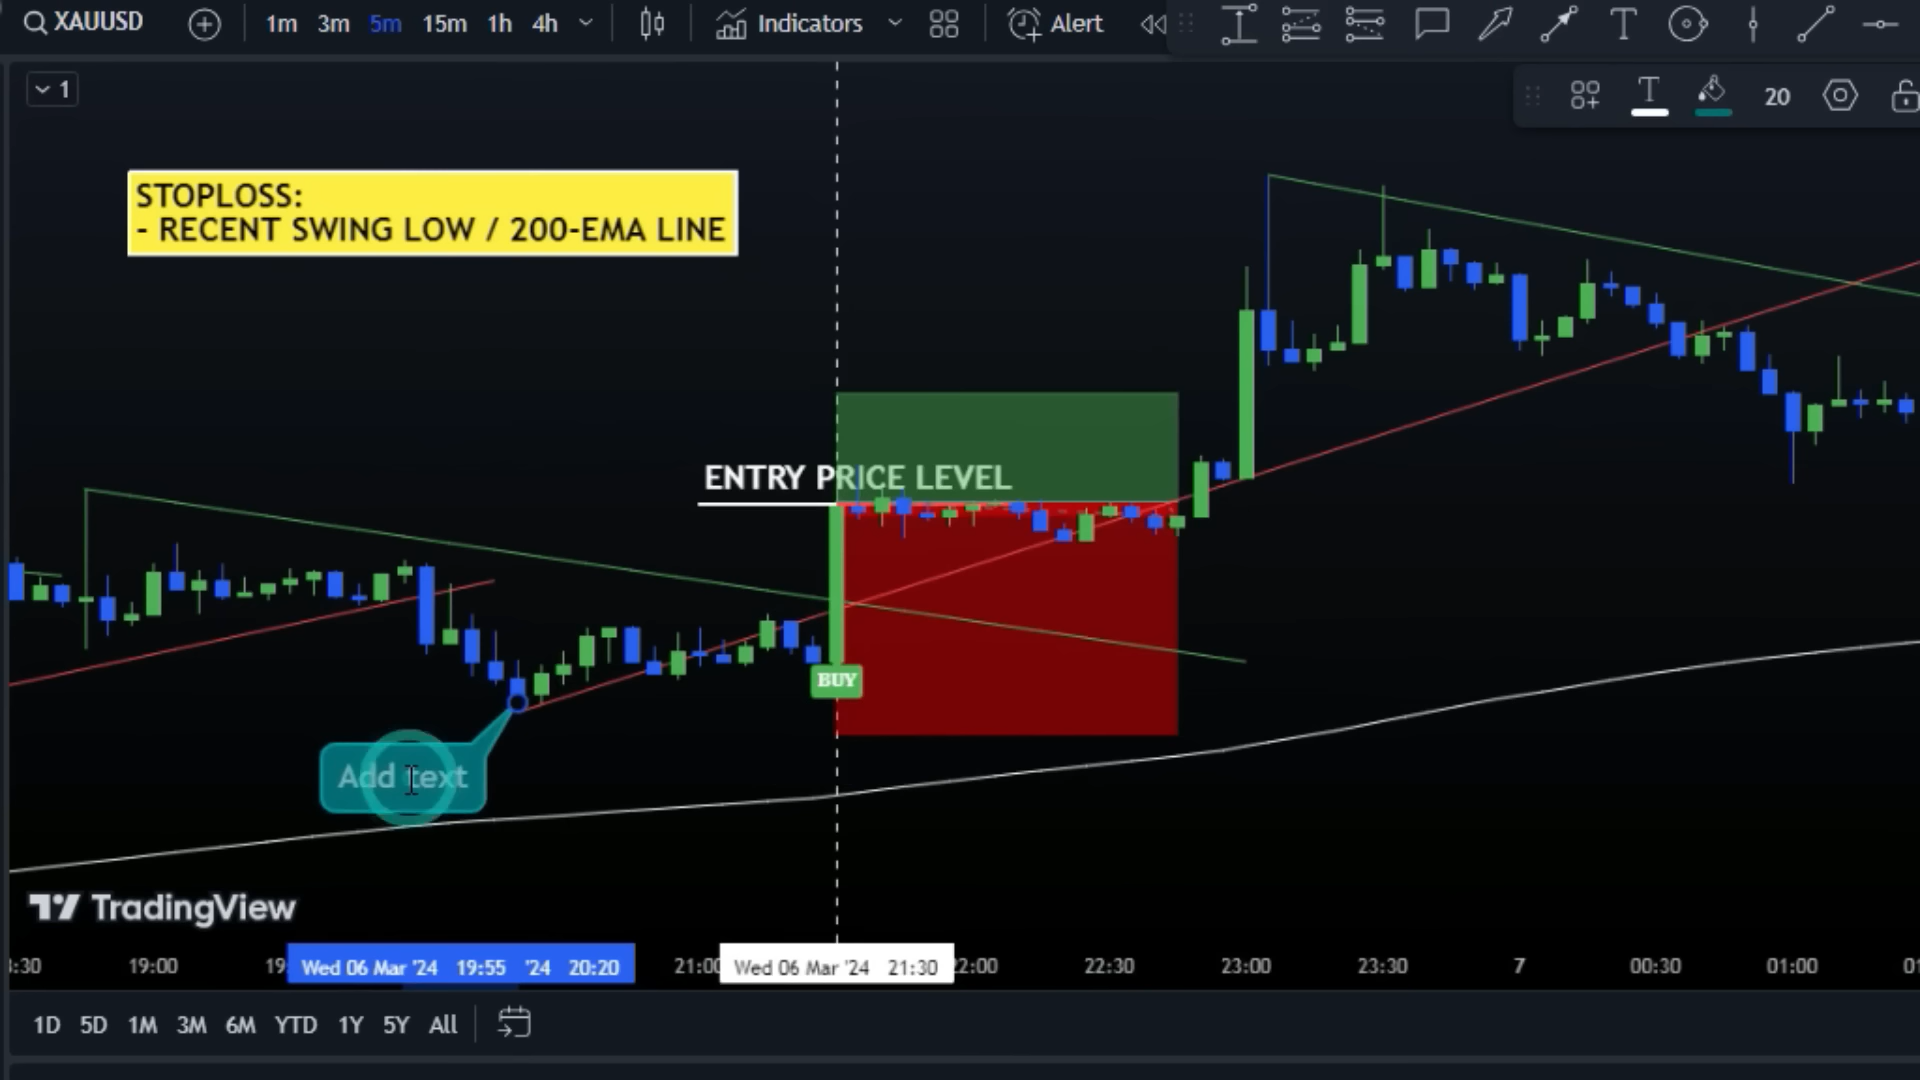 XAUUSD 1m 3m 5m 15m 1h 4h Indicators Alert
1
20
STOPLOSS:
- RECENT SWING LOW / 200-EMA LINE
ENTRY PRICE LEVEL
BUY
Add text
TradingView
:30 19:00 19: Wed 06 Mar '24 19:55 '24 20:20 21:00 Wed 06 Mar '24 21:30 22:00 22:30 23:00 23:30 7 00:30 01:00
1D 5D 1M 3M 6M YTD 1Y 5Y All